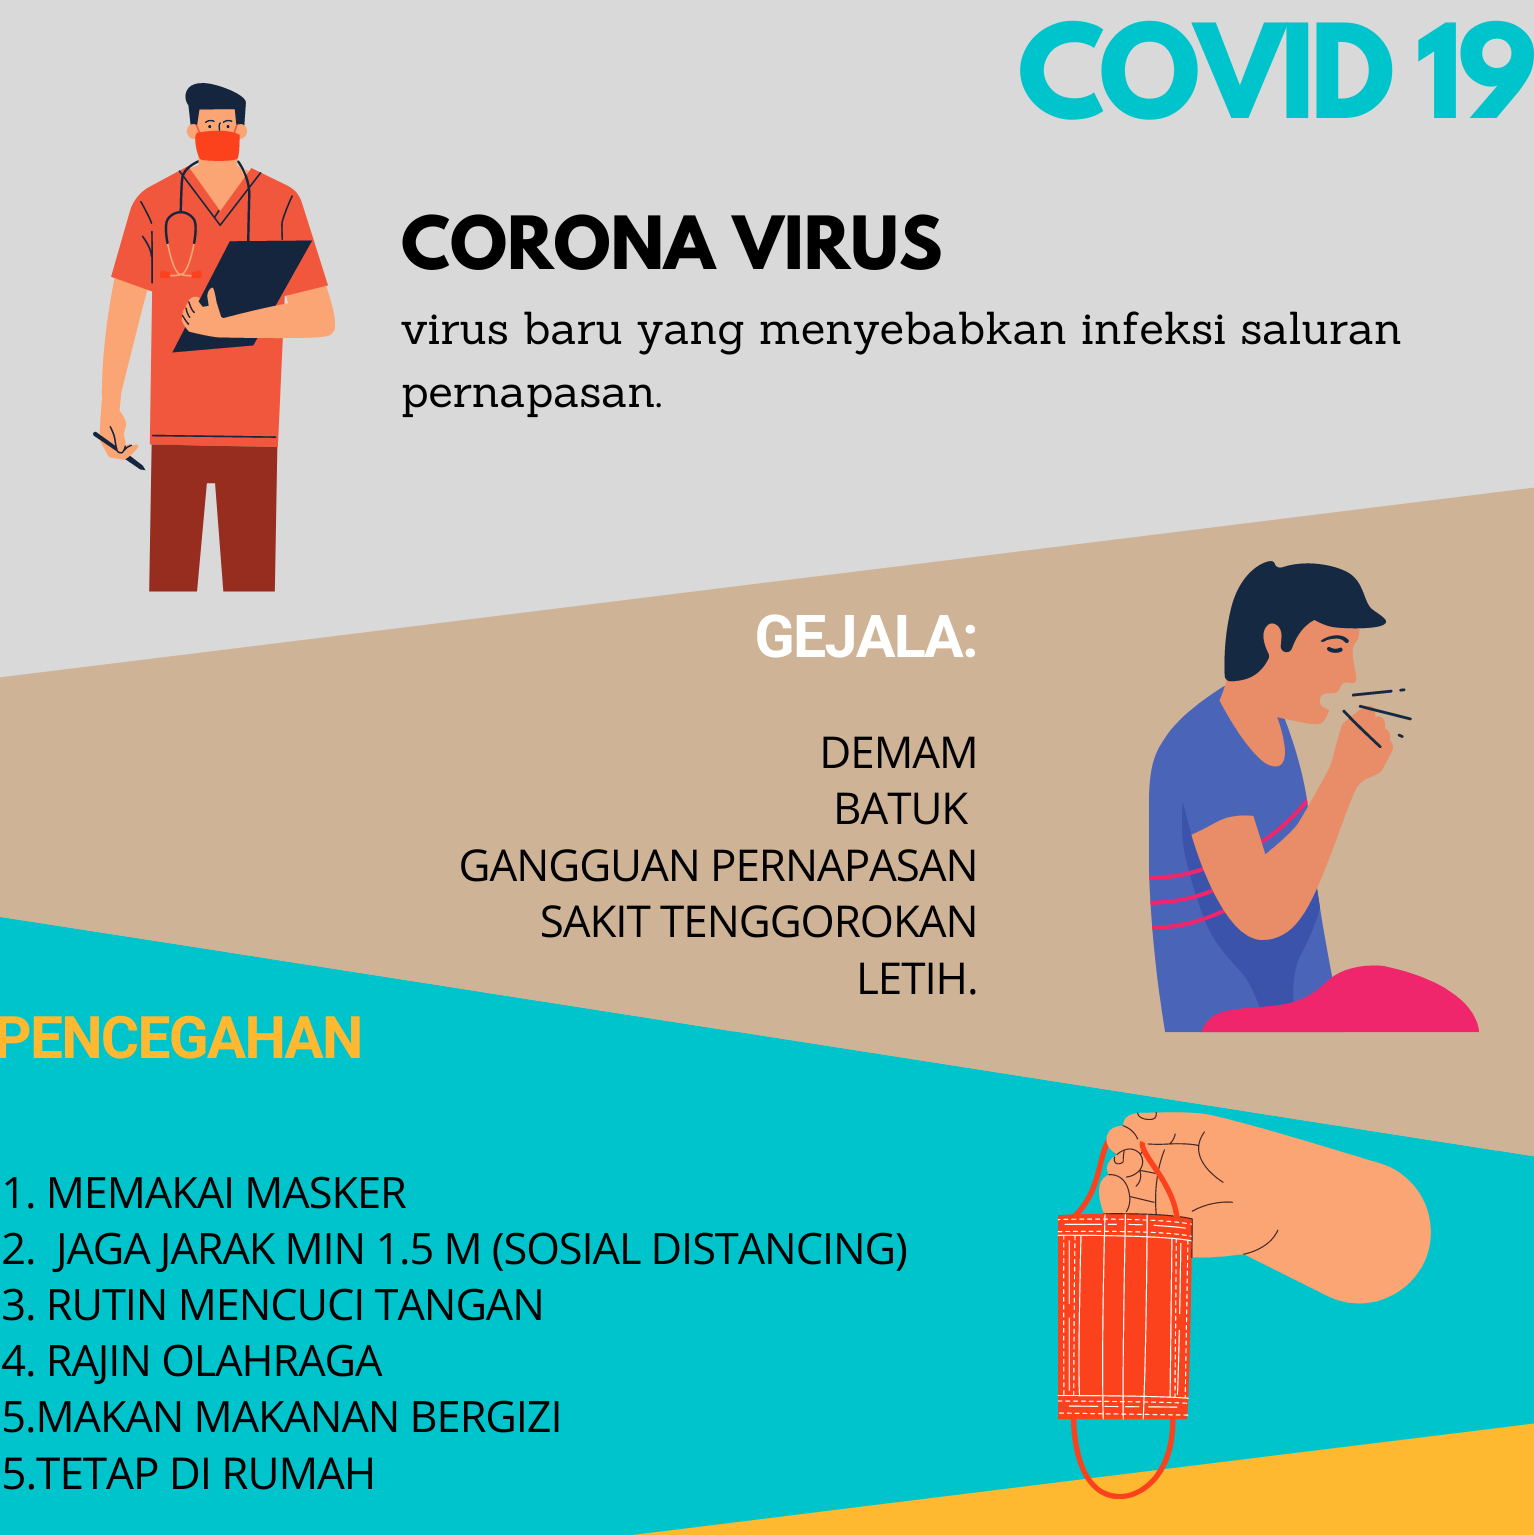 COVID 19
CORONA VIRUS
virus baru yang menyebabkan infeksi saluran
pernapasan.
GEJALA:
DEMAM
BATUK
GANGGUAN PERNAPASAN
SAKIT TENGGOROKAN
LETIH.
PENCEGAHAN
1. MEMAKAI MASKER
2. JAGA JARAK MIN 1.5 M (SOSIAL DISTANCING)
3. RUTIN MENCUCI TANGAN
4. RAJIN OLAHRAGA
5.MAKAN MAKANAN BERGIZI
5.TETAP DI RUMAH